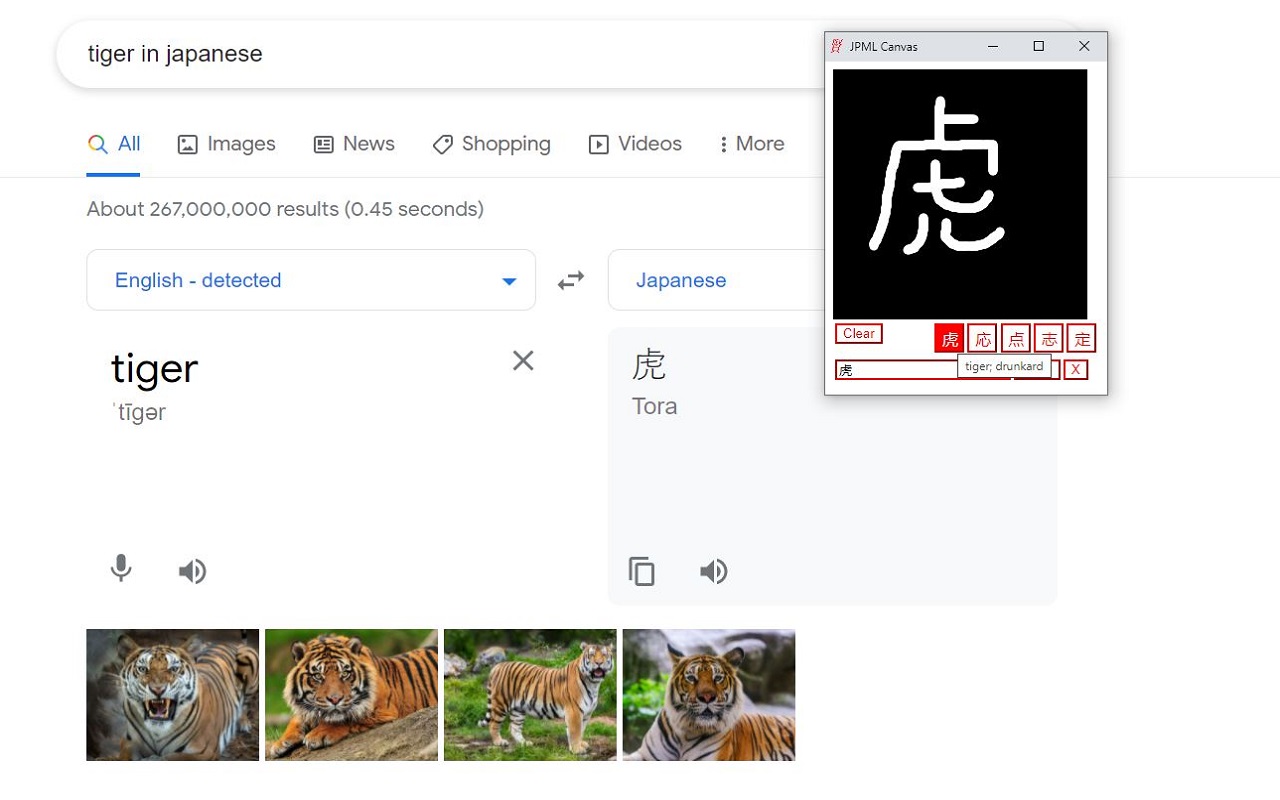 tiger in japanese
All Images News Shopping Videos More
About 267,000,000 results (0.45 seconds)
English - detected
Japanese
tiger
ˈtīgər
虎
Tora
JPML Canvas
虎
Clear
虎 応 点 志 定
虎
X
tiger; drunkard